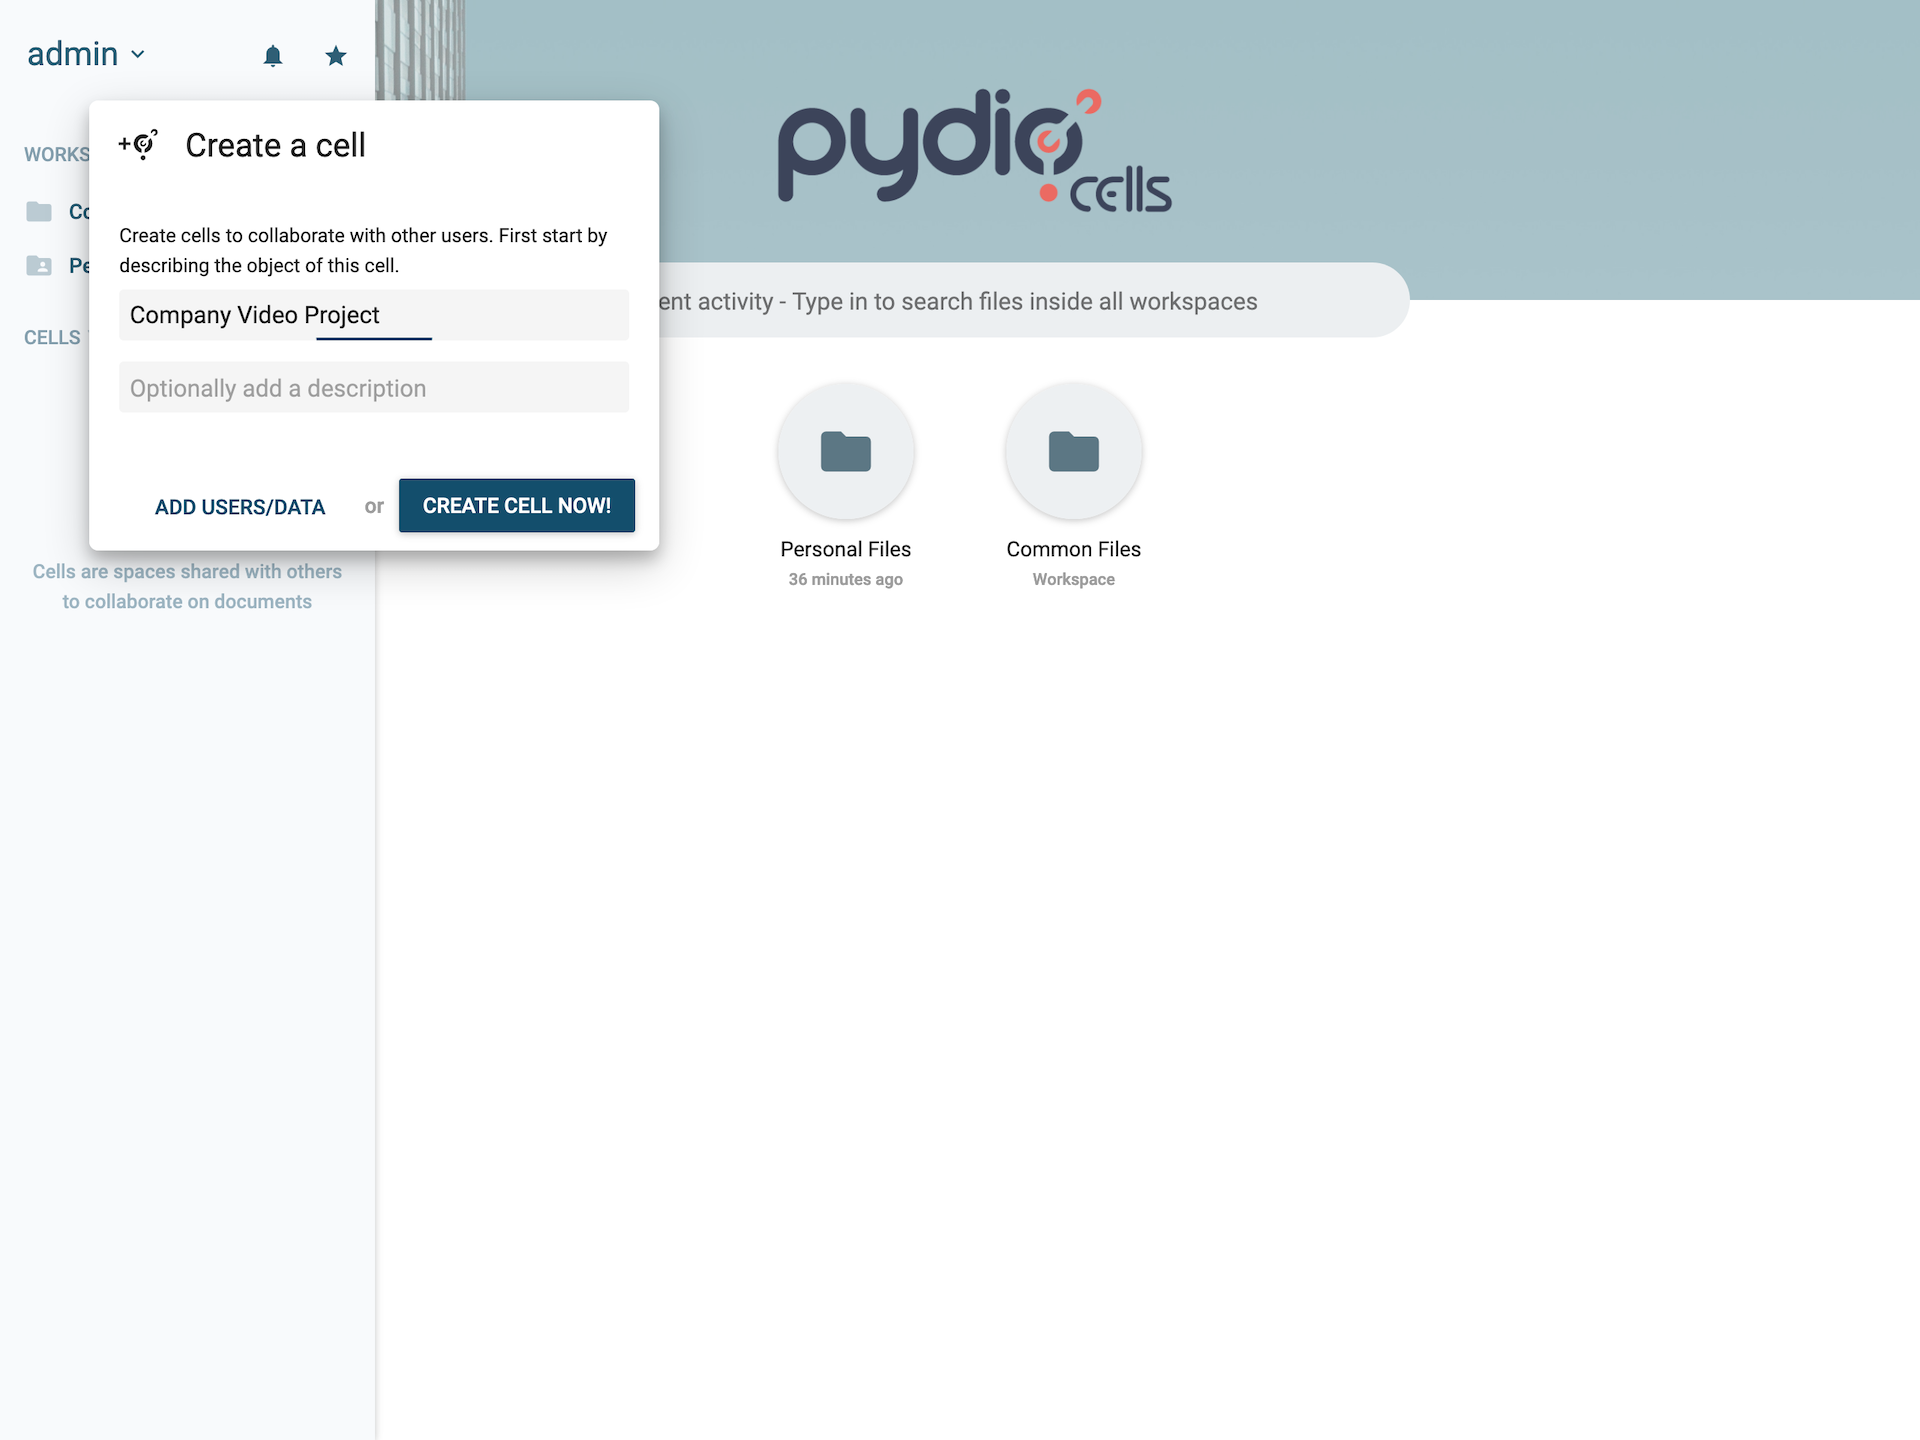 admin
Create a cell
WORKS
Co
Create cells to collaborate with other users. First start by
describing the object of this cell.
Pe
Company Video Project
CELLS
Optionally add a description
ADD USERS/DATA or CREATE CELL NOW!
Cells are spaces shared with others
to collaborate on documents
pydio
cells
ent activity - Type in to search files inside all workspaces
Personal Files
36 minutes ago
Common Files
Workspace